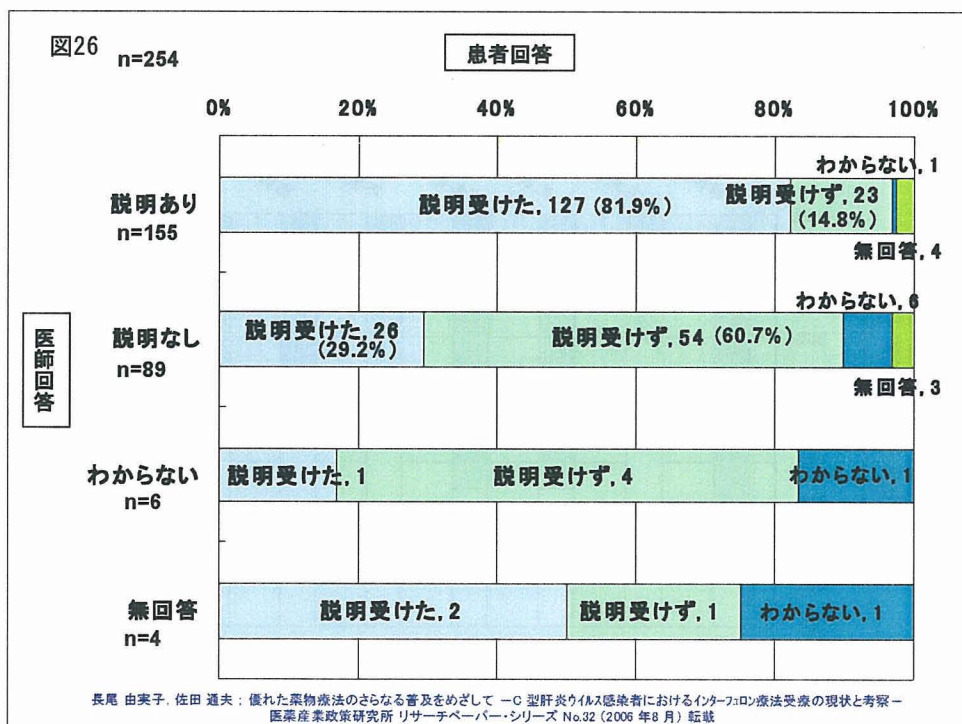 図26
n=254
患者回答
0% 20% 40% 60% 80% 100%
医師回答
説明あり
n=155
説明受けた, 127 (81.9%)
説明受けず, 23
(14.8%)
わからない, 1
無回答, 4
説明なし
n=89
説明受けた, 26
(29.2%)
説明受けず, 54 (60.7%)
わからない, 6
無回答, 3
わからない
n=6
説明受けた, 1
説明受けず, 4
わからない, 1
無回答
n=4
説明受けた, 2
説明受けず, 1
わからない, 1
長尾 由実子, 佐田 通夫 : 優れた薬物療法のさらなる普及をめざして －C 型肝炎ウイルス感染者におけるインターフェロン療法受療の現状と考察－
医薬産業政策研究所 リサーチペーパー・シリーズ No.32 (2006 年8 月) 転載